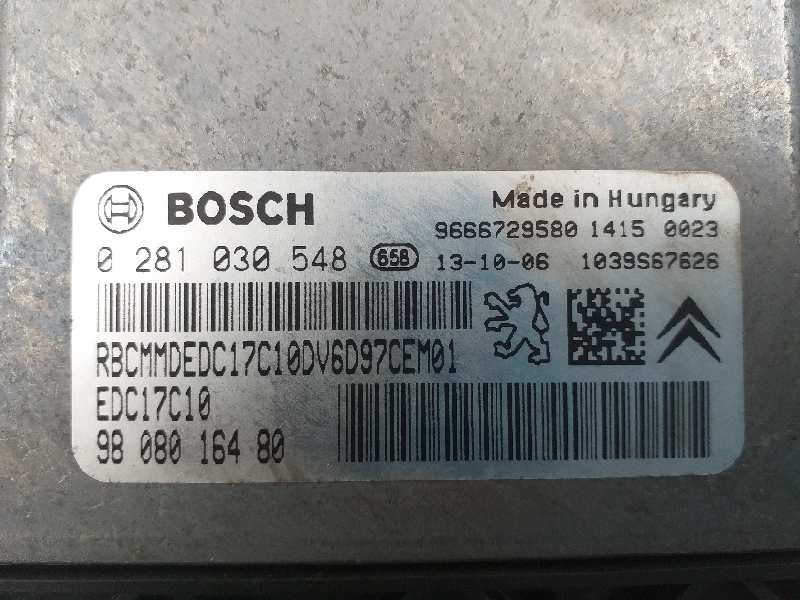 BOSCH
Made in Hungary
9666729580 1415 0023
0 281 030 548 658 13-10-06 1039S67626
RBCMMDEDC17C10DV6D97CEM01
EDC17C10
98 080 164 80